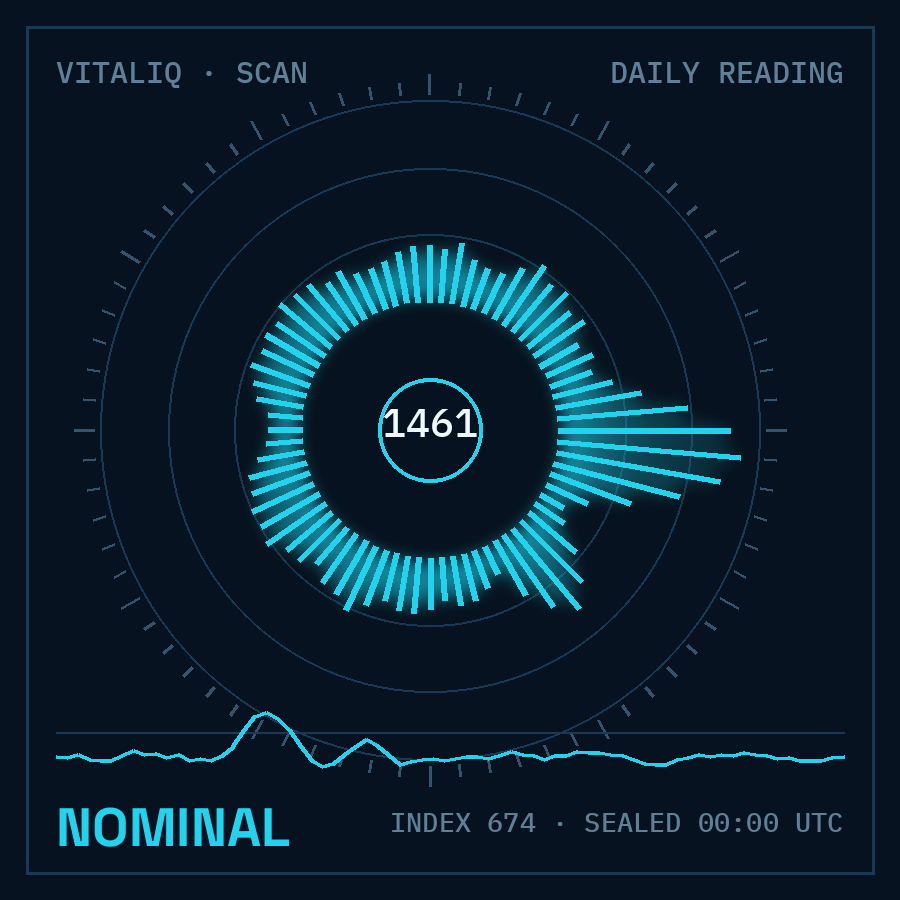 VITALIQ · SCAN
DAILY READING
1461
NOMINAL
INDEX 674 · SEALED 00:00 UTC